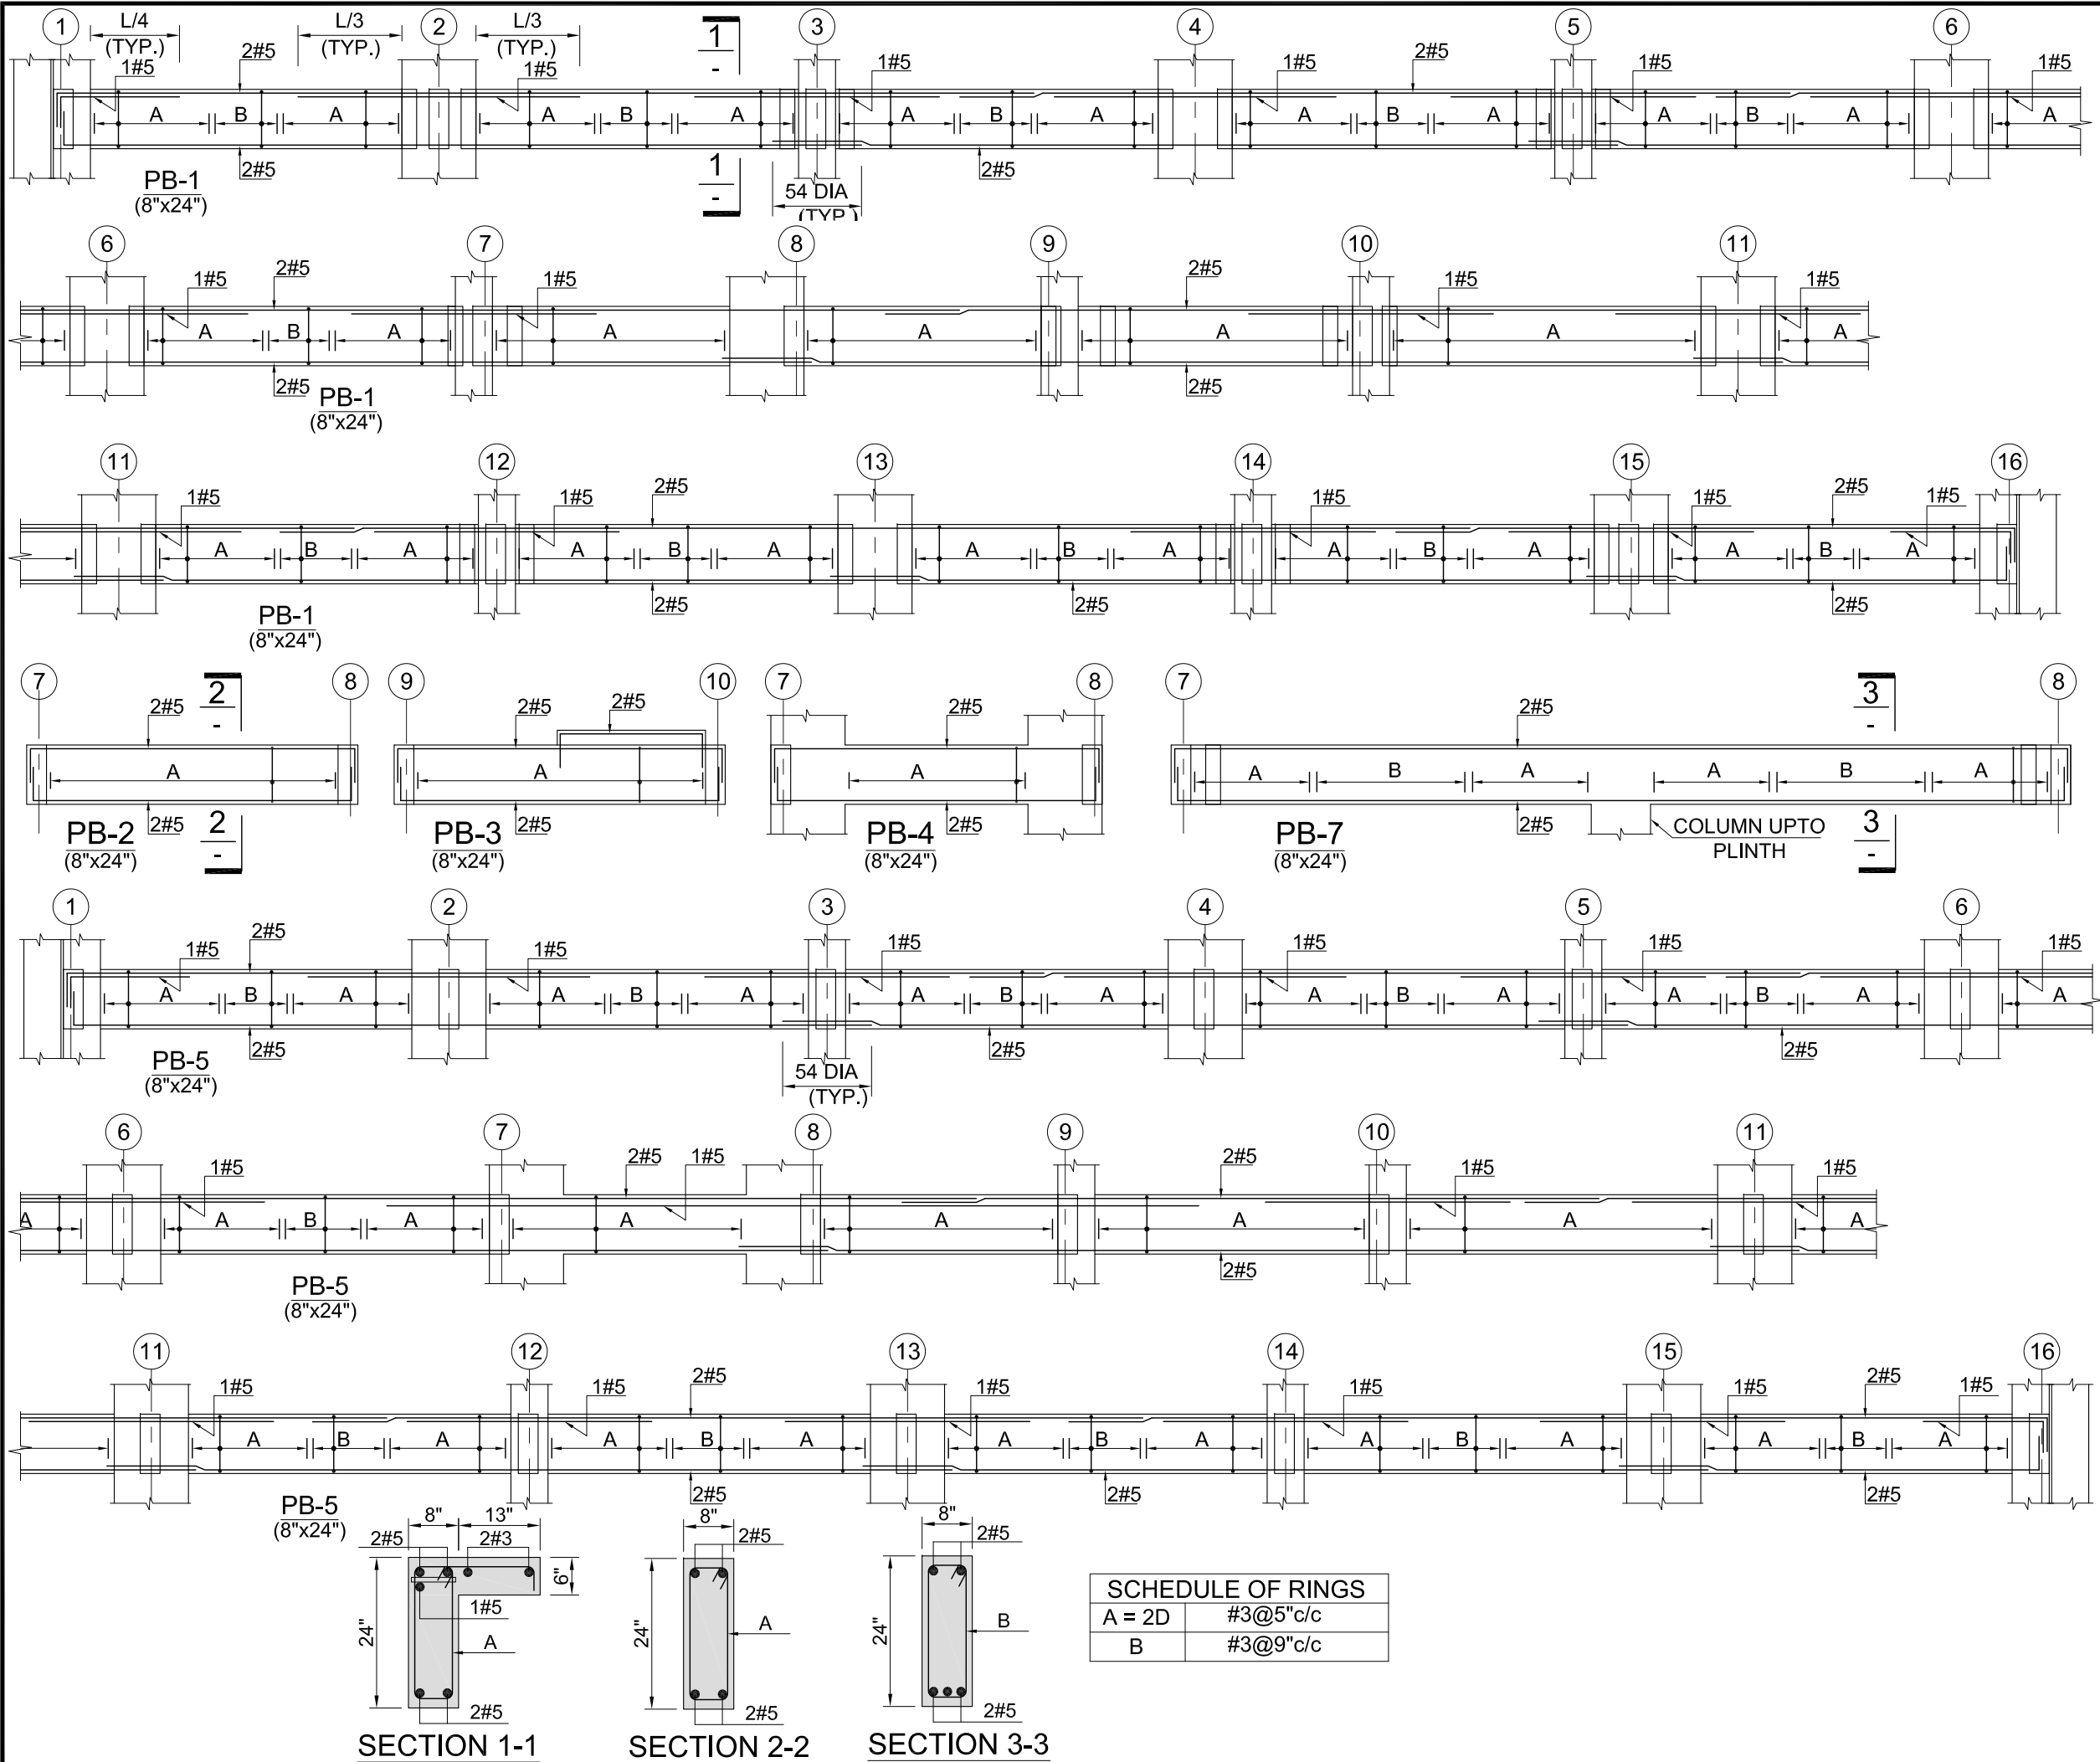 1 L/4 L/3 2 L/3 1 3 4 5 6
(TYP.) (TYP.) (TYP.) -
2#5
1#5 1#5 1#5 1#5 2#5 1#5 1#5
A B A A B A A B A A B A A B A A
2#5 2#5
PB-1 1 54 DIA
(8"x24") - (TYP.)
6 7 8 9 10 11
1#5 2#5 1#5 2#5 1#5 1#5
A B A A A A A A
2#5 2#5
PB-1
(8"x24")
11 12 13 14 15 16
1#5 1#5 2#5 1#5 1#5 2#5 1#5
A B A A B A A B A A B A A B A
2#5 2#5 2#5
PB-1
(8"x24")
7 2 8 9 10 7 8 7 3 8
- -
2#5 2#5 2#5 2#5 2#5
A A A A B A A B A
2#5 2#5 2#5 2#5
PB-2 2 PB-3 PB-4 PB-7 COLUMN UPTO 3
(8"x24") - (8"x24") (8"x24") (8"x24") PLINTH -
1 2 3 4 5 6
1#5 2#5 1#5 1#5 1#5 1#5 1#5
A B A A B A A B A A B A A B A A
2#5 2#5 2#5
PB-5 54 DIA
(8"x24") (TYP.)
6 7 8 9 10 11
1#5 2#5 1#5 2#5 1#5 1#5
A A B A A A A A A
2#5
PB-5
(8"x24")
11 12 13 14 15 16
1#5 1#5 2#5 1#5 1#5 1#5 2#5 1#5
A B A A B A A B A A B A A B A
2#5 2#5 2#5
PB-5
(8"x24")
8" 13"
2#5 2#3
6"
24"
1#5
A
2#5
SECTION 1-1
8"
2#5
24"
A
2#5
SECTION 2-2
8"
2#5
24"
B
2#5
SECTION 3-3
SCHEDULE OF RINGS
A = 2D #3@5"c/c
B #3@9"c/c